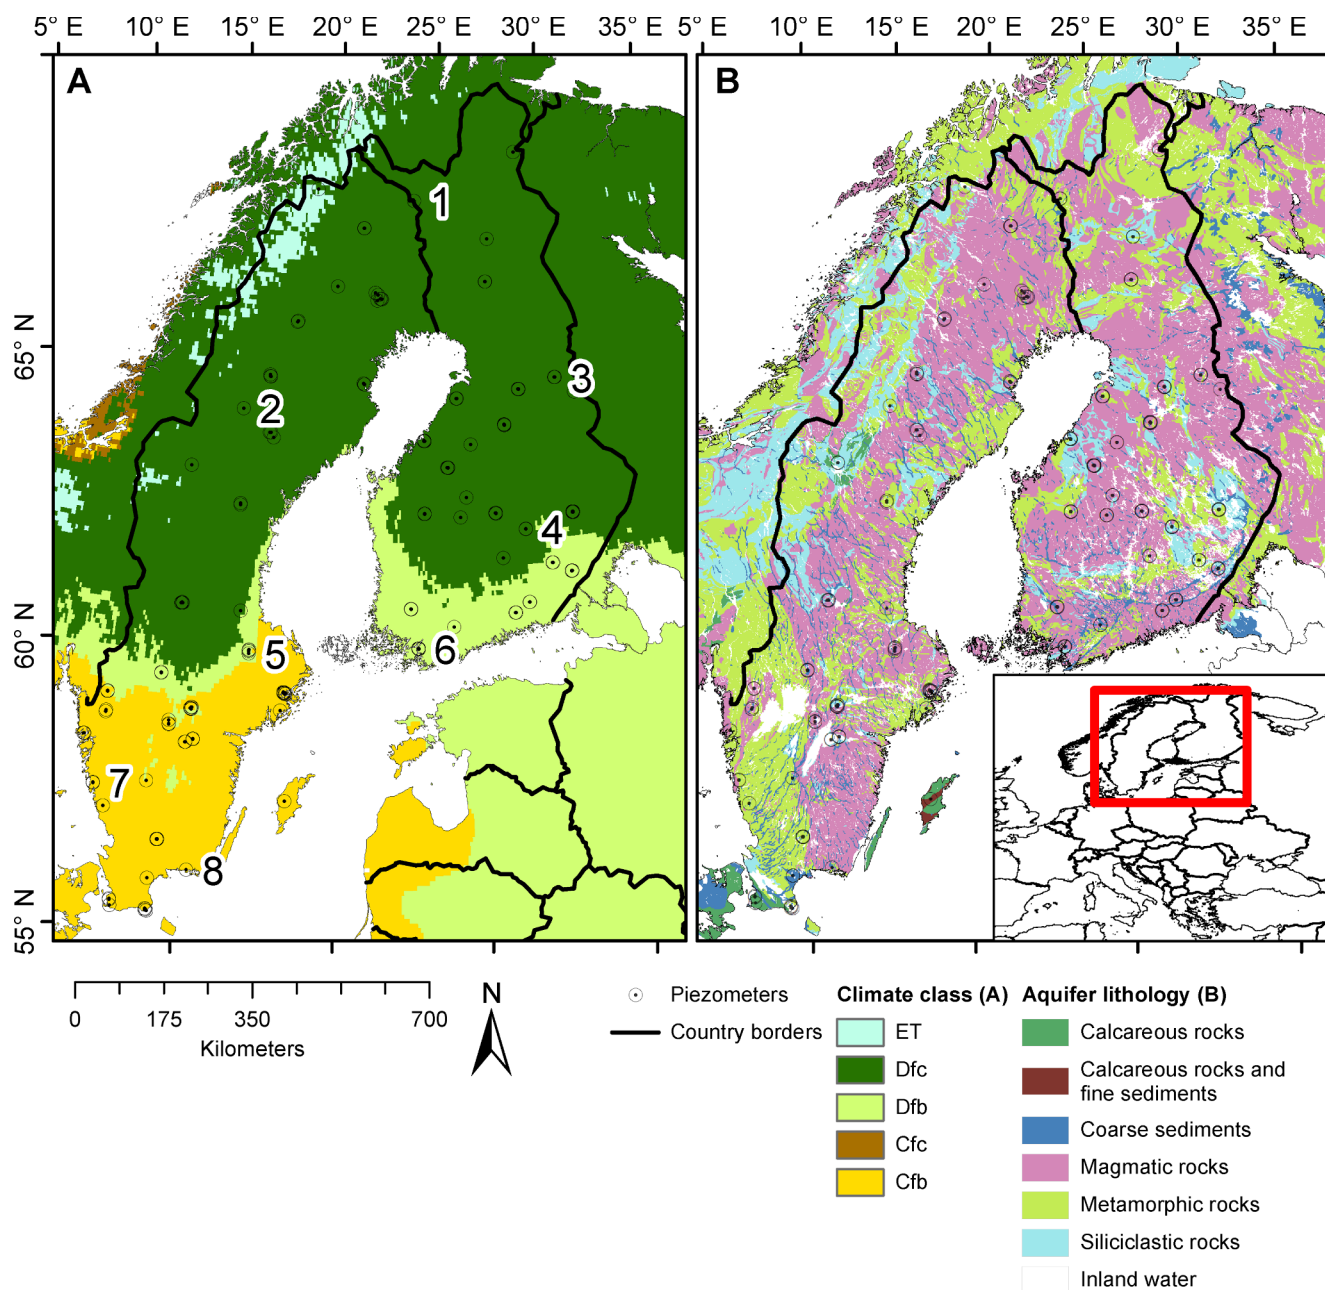 5° E 10° E 15° E 20° E 25° E 30° E 35° E 5
5° E 10° E 15° E 20° E 25° E 30° E 35° E
A
B
65° N
60° N
55° N
1
2
3
4
5
6
7
8
0 175 350 700
Kilometers
N
Piezometers
Country borders
Climate class (A)
ET
Dfc
Dfb
Cfc
Cfb
Aquifer lithology (B)
Calcareous rocks
Calcareous rocks and
fine sediments
Coarse sediments
Magmatic rocks
Metamorphic rocks
Siliciclastic rocks
Inland water